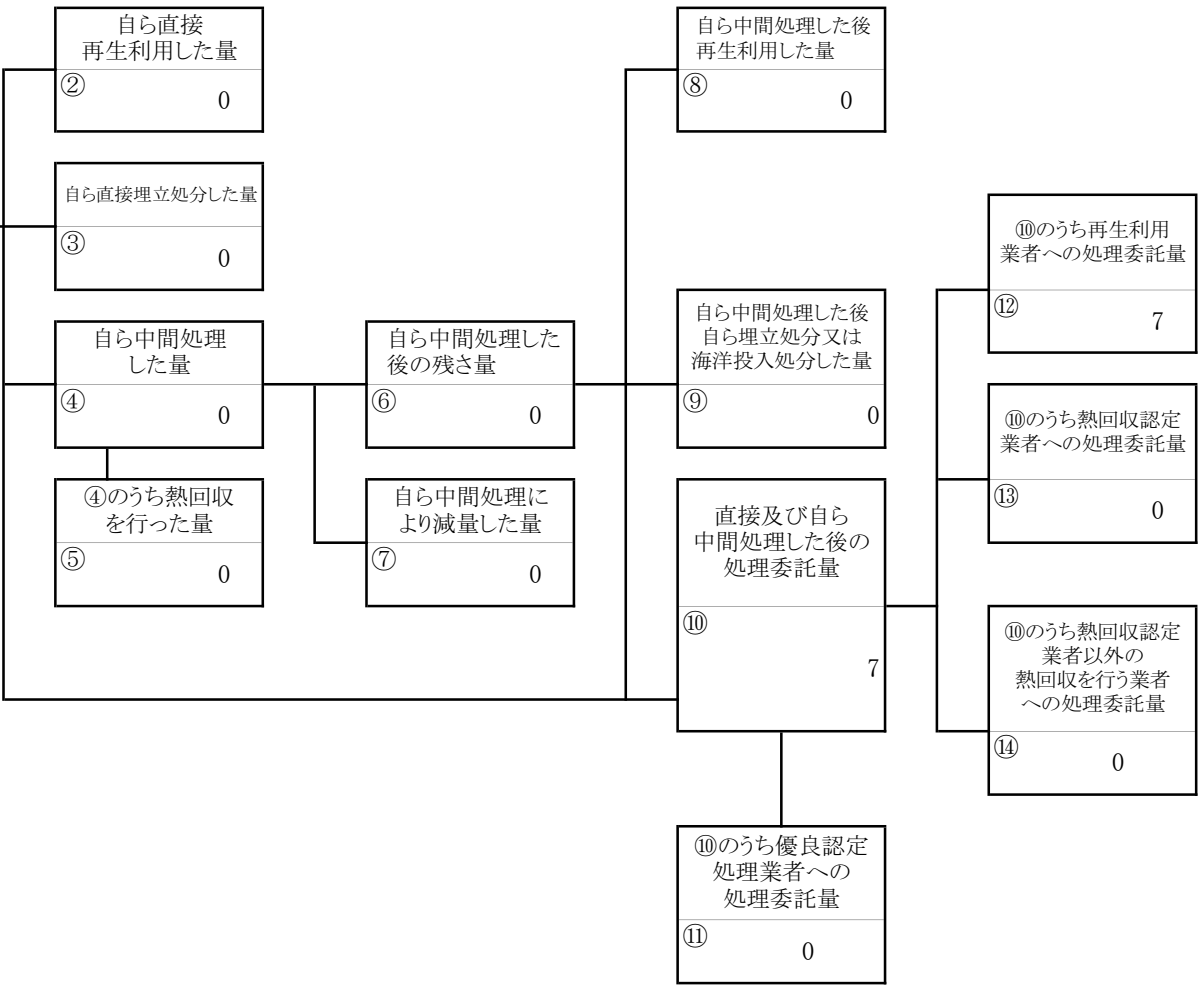 自ら直接
再生利用した量
②
0
自ら直接埋立処分した量
③
0
自ら中間処理
した量
④
0
④のうち熱回収
を行った量
⑤
0
自ら中間処理した
後の残さ量
⑥
0
自ら中間処理に
より減量した量
⑦
0
自ら中間処理した後
再生利用した量
⑧
0
自ら中間処理した後
自ら埋立処分又は
海洋投入処分した量
⑨
0
直接及び自ら
中間処理した後の
処理委託量
⑩
7
⑩のうち優良認定
処理業者への
処理委託量
⑪
0
⑩のうち再生利用
業者への処理委託量
⑫
7
⑩のうち熱回収認定
業者への処理委託量
⑬
0
⑩のうち熱回収認定
業者以外の
熱回収を行う業者
への処理委託量
⑭
0